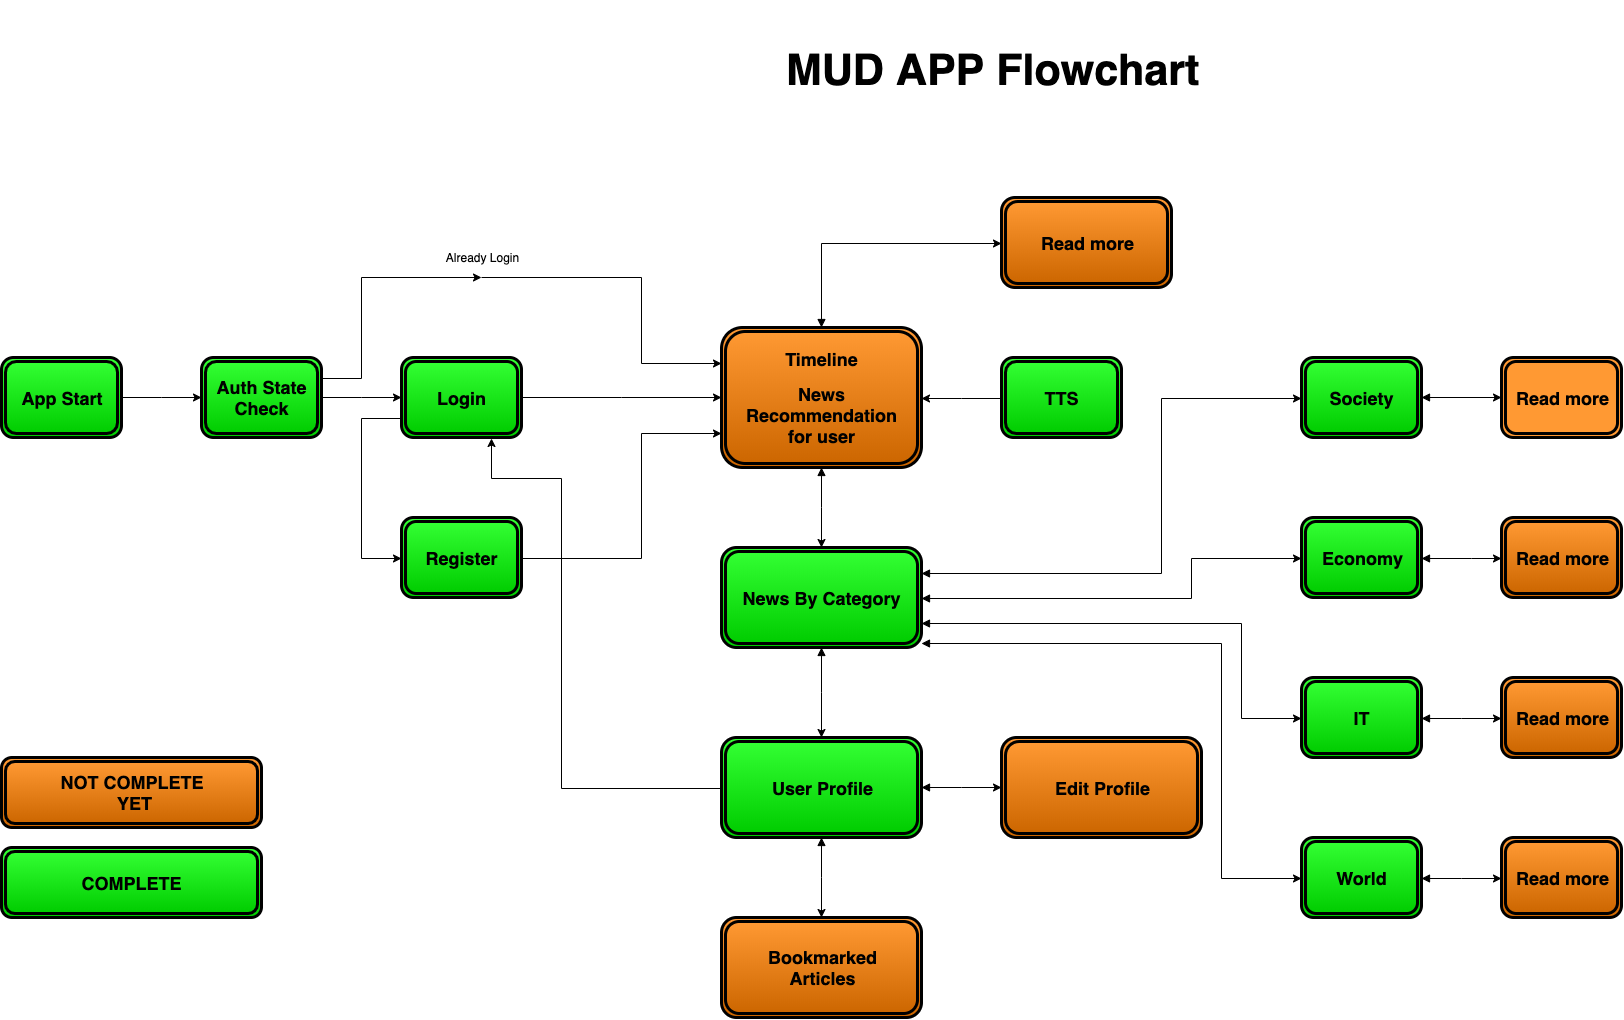 MUD APP Flowchart
Read more
Already Login
App Start
Auth State
Check
Login
Timeline
News
Recommendation
for user
TTS
Society
Read more
Register
News By Category
Economy
Read more
IT
Read more
NOT COMPLETE
YET
User Profile
Edit Profile
COMPLETE
World
Read more
Bookmarked
Articles